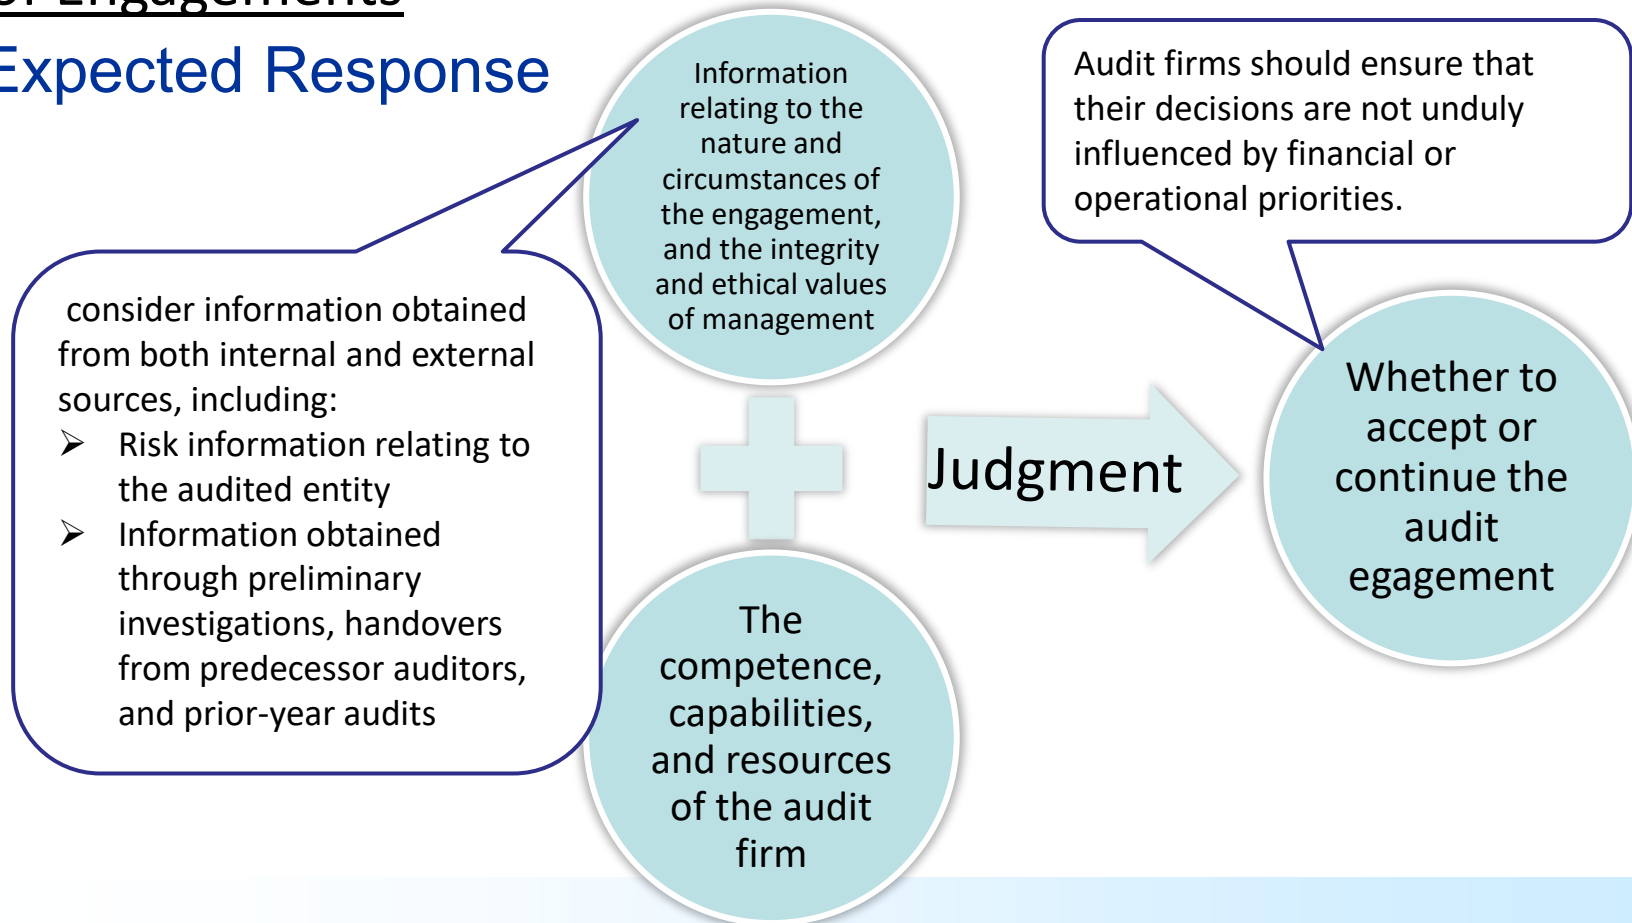 of Engagements
Expected Response
Information
relating to the
nature and
circumstances of
the engagement,
and the integrity
and ethical values
of management
Audit firms should ensure that
their decisions are not unduly
influenced by financial or
operational priorities.
consider information obtained
from both internal and external
sources, including:
➢ Risk information relating to
the audited entity
➢ Information obtained
through preliminary
investigations, handovers
from predecessor auditors,
and prior-year audits
Judgment
Whether to
accept or
continue the
audit
egagement
The
competence,
capabilities,
and resources
of the audit
firm